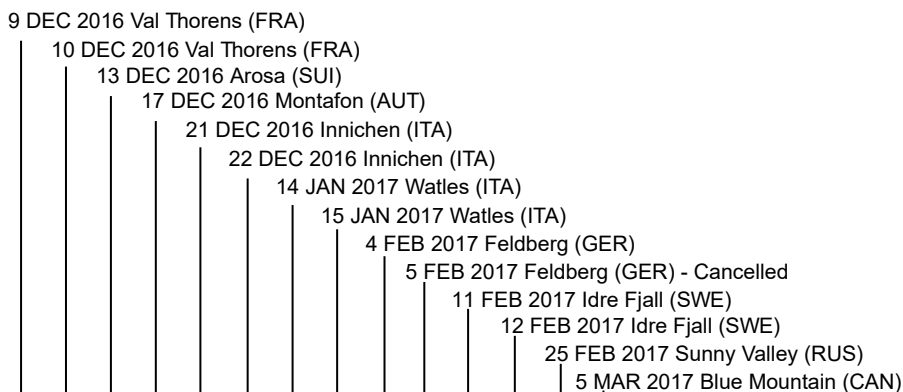 9 DEC 2016 Val Thorens (FRA)
10 DEC 2016 Val Thorens (FRA)
13 DEC 2016 Arosa (SUI)
17 DEC 2016 Montafon (AUT)
21 DEC 2016 Innichen (ITA)
22 DEC 2016 Innichen (ITA)
14 JAN 2017 Watles (ITA)
15 JAN 2017 Watles (ITA)
4 FEB 2017 Feldberg (GER)
5 FEB 2017 Feldberg (GER) - Cancelled
11 FEB 2017 Idre Fjall (SWE)
12 FEB 2017 Idre Fjall (SWE)
25 FEB 2017 Sunny Valley (RUS)
5 MAR 2017 Blue Mountain (CAN)